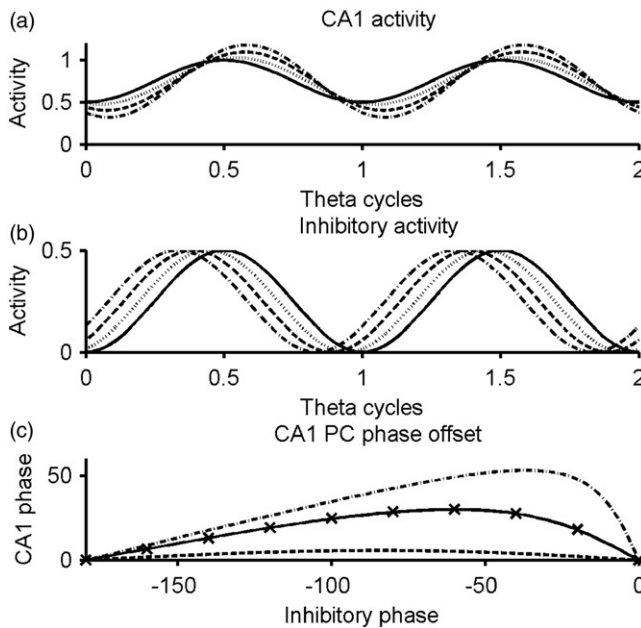 (a)
CA1 activity
Activity
1
0.5
0
0 0.5 1 1.5 2
Theta cycles
(b)
Inhibitory activity
Activity
0.5
0
0 0.5 1 1.5 2
Theta cycles
(c)
CA1 PC phase offset
CA1 phase
50
0
-150 -100 -50 0
Inhibitory phase